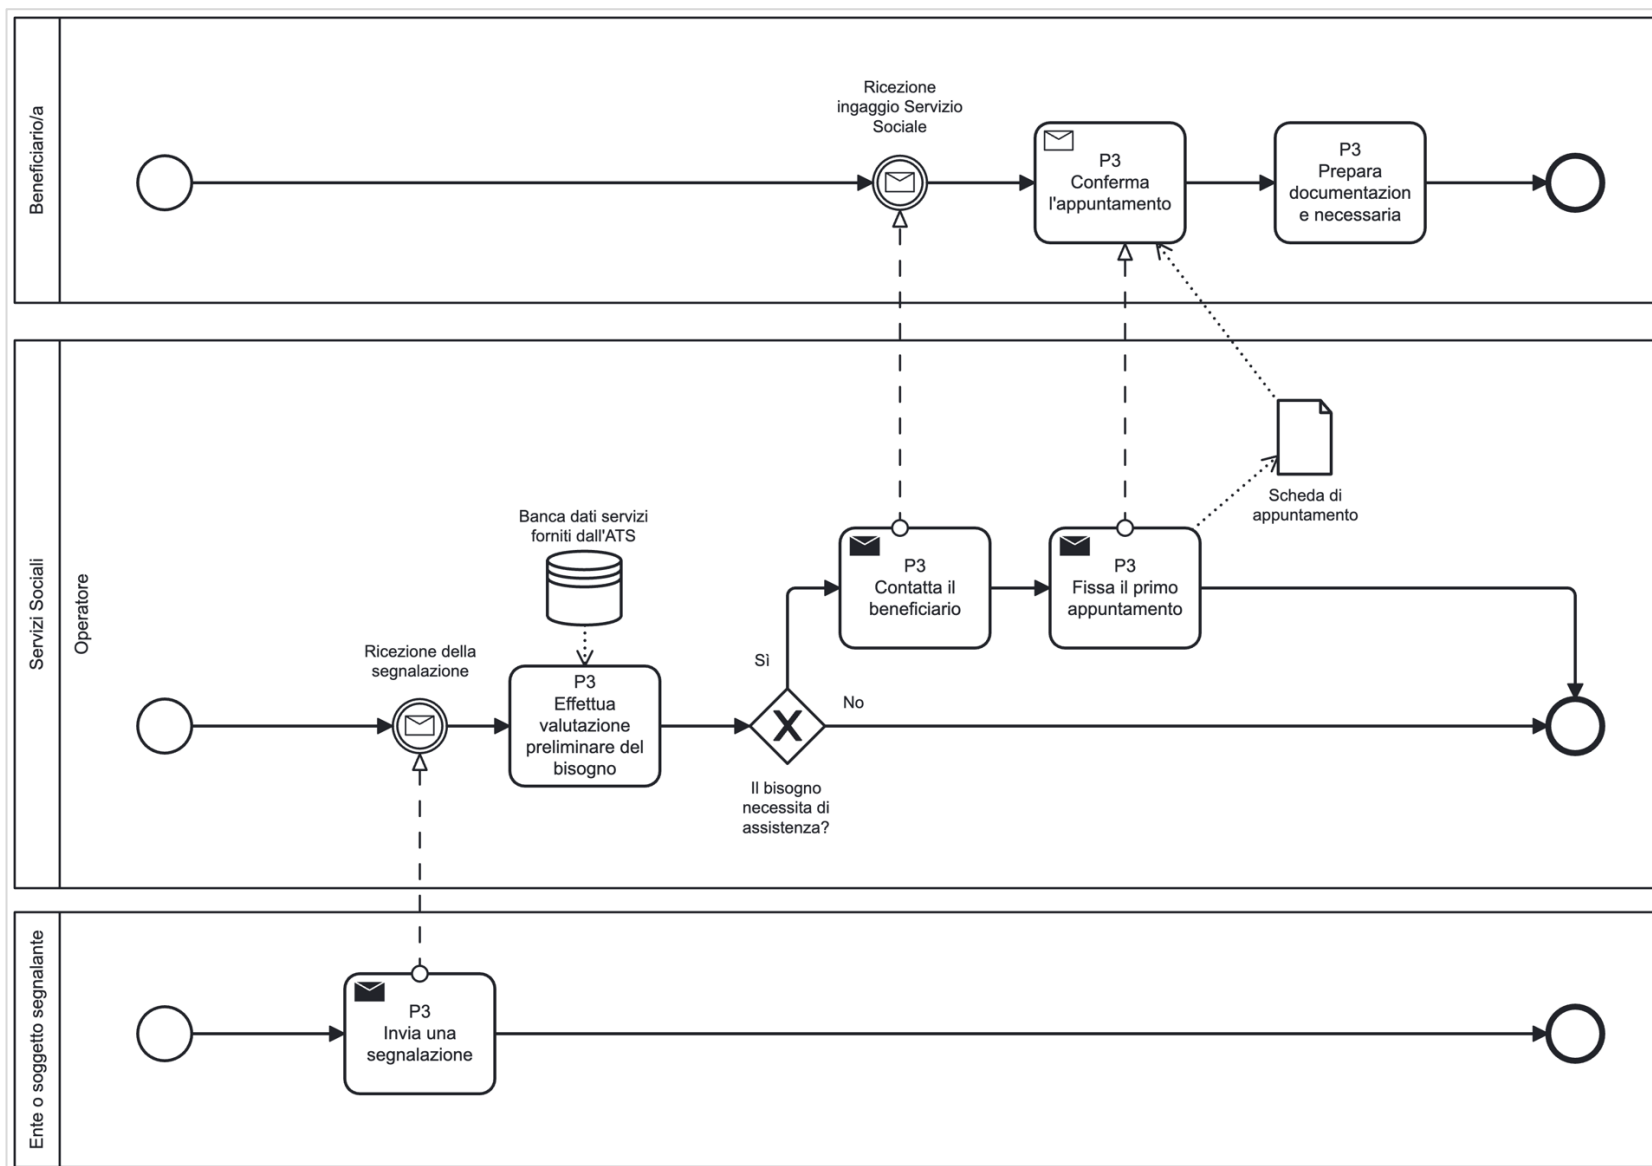 Beneficiario/a
Ricezione
ingaggio Servizio
Sociale
P3
Conferma
l'appuntamento
P3
Prepara
documentazion
e necessaria
Servizi Sociali
Operatore
Scheda di
appuntamento
Banca dati servizi
forniti dall'ATS
P3
Contatta il
beneficiario
P3
Fissa il primo
appuntamento
Ricezione della
segnalazione
P3
Effettua
valutazione
preliminare del
bisogno
Sì
No
Il bisogno
necessita di
assistenza?
Ente o soggetto segnalante
P3
Invia una
segnalazione